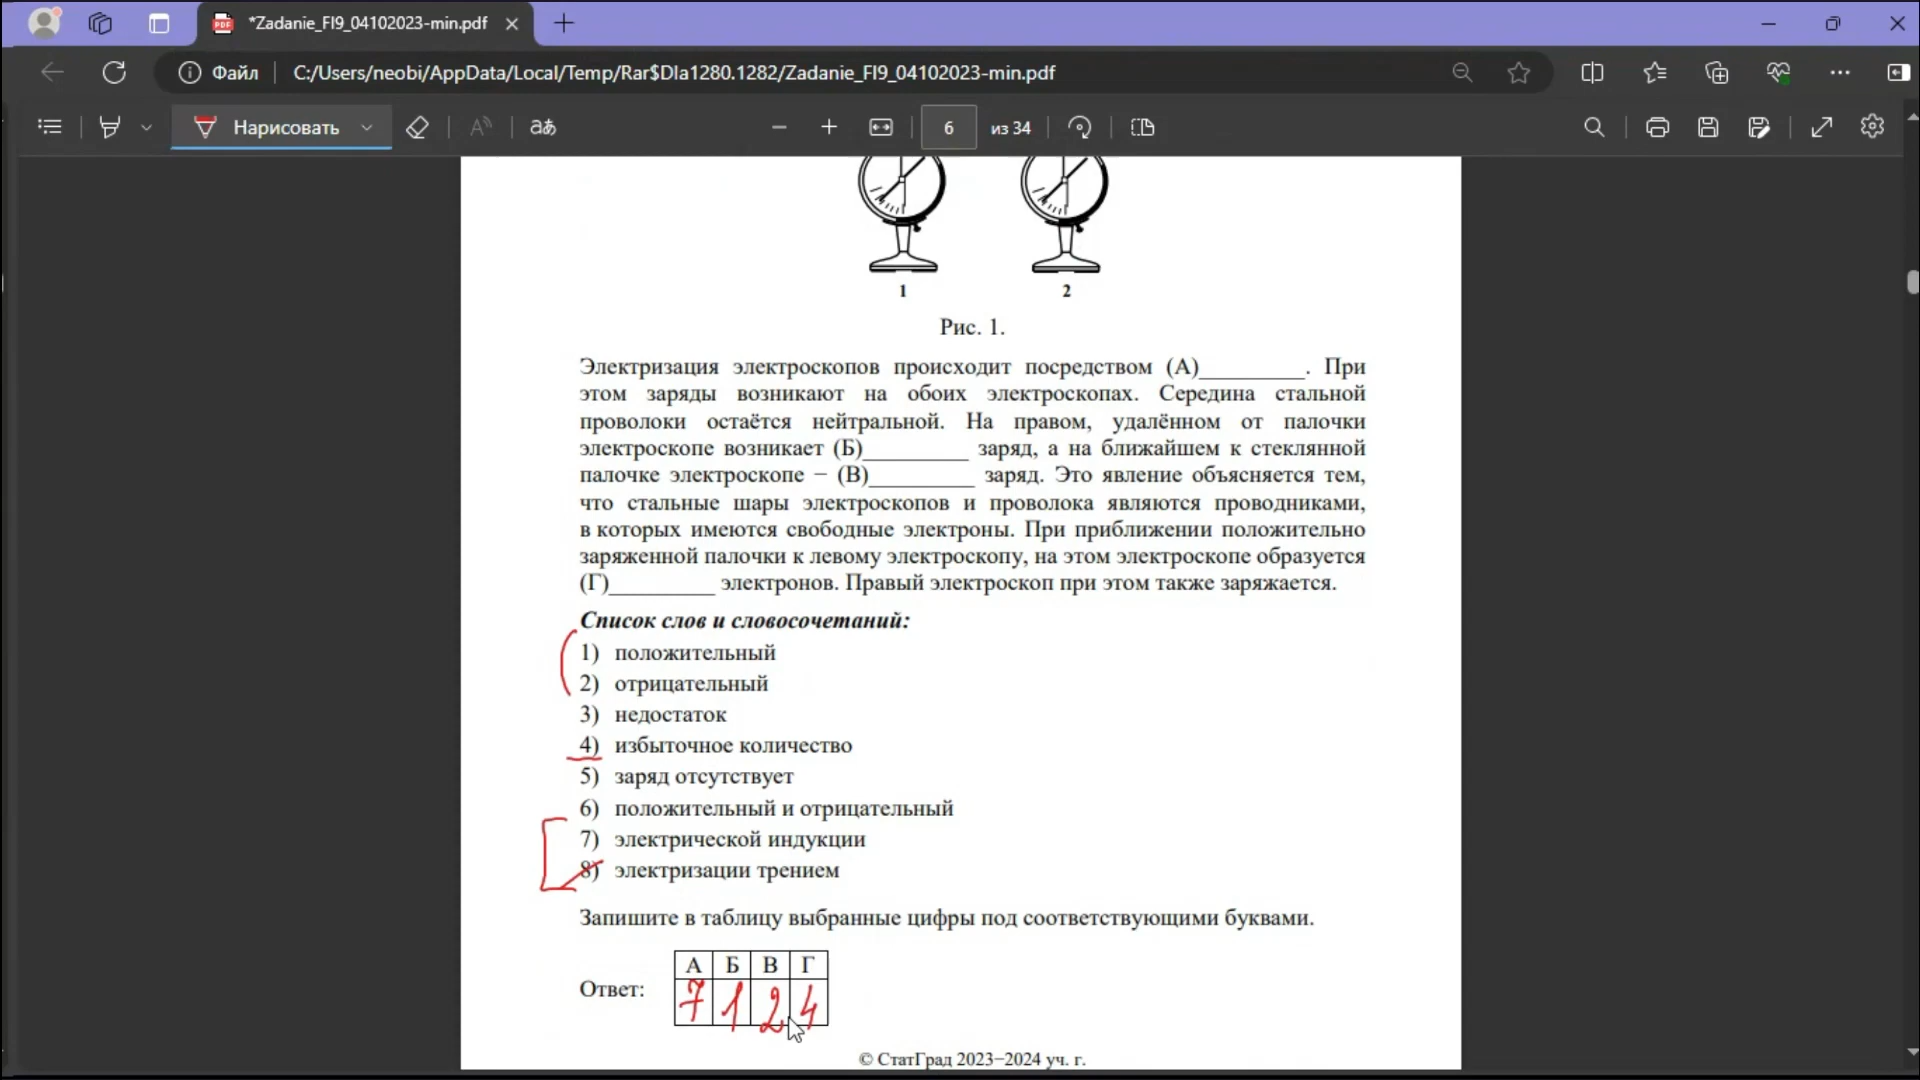 *Zadanie_FI9_04102023-min.pdf
Файл
C:/Users/neobi/AppData/Local/Temp/Rar$DIa1280.1282/Zadanie_FI9_04102023-min.pdf
Нарисовать
aあ
6 из 34
1 2
Рис. 1.
Электризация электроскопов происходит посредством (А)_________. При
этом заряды возникают на обоих электроскопах. Середина стальной
проволоки остаётся нейтральной. На правом, удалённом от палочки
электроскопе возникает (Б)_________ заряд, а на ближайшем к стеклянной
палочке электроскопе − (В)_________ заряд. Это явление объясняется тем,
что стальные шары электроскопов и проволока являются проводниками,
в которых имеются свободные электроны. При приближении положительно
заряженной палочки к левому электроскопу, на этом электроскопе образуется
(Г)_________ электронов. Правый электроскоп при этом также заряжается.
Список слов и словосочетаний:
1) положительный
2) отрицательный
3) недостаток
4) избыточное количество
5) заряд отсутствует
6) положительный и отрицательный
7) электрической индукции
8) электризации трением
Запишите в таблицу выбранные цифры под соответствующими буквами.
А Б В Г
Ответ: 7 1 2 4
© СтатГрад 2023−2024 уч. г.